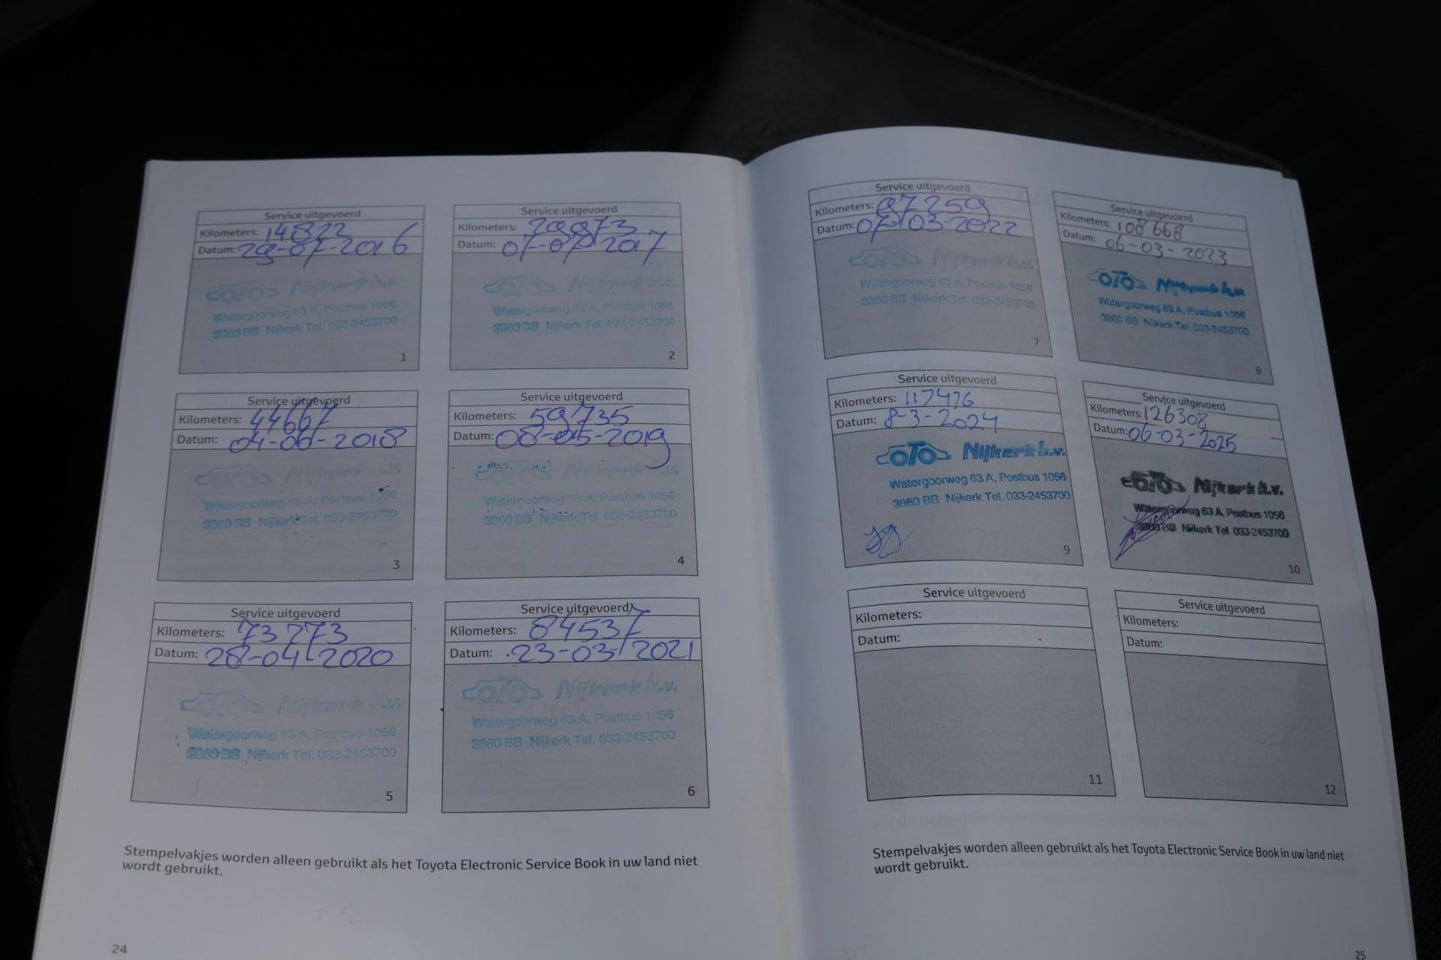 Service uitgevoerd
Kilometers: 14822
Datum: 29-07-2016
OTO Nijkerk b.v.
Watergoorweg 63 A, Postbus 1056
3860 BB Nijkerk Tel. 033-2453700
1
Service uitgevoerd
Kilometers: 29973
Datum: 07-07-2017
OTO Nijkerk b.v.
Watergoorweg 63 A, Postbus 1056
3860 BB Nijkerk Tel. 033-2453700
2
Service uitgevoerd
Kilometers: 44667
Datum: 04-06-2018
Watergoorweg 63 A, Postbus 1056
3860 BB Nijkerk Tel. 033-2453700
3
Service uitgevoerd
Kilometers: 59735
Datum: 08-05-2019
Watergoorweg 63 A, Postbus 1056
3860 BB Nijkerk Tel. 033-2453700
4
Service uitgevoerd
Kilometers: 73273
Datum: 28-04-2020
OTO Nijkerk b.v.
Watergoorweg 63 A, Postbus 1056
3860 BB Nijkerk Tel. 033-2453700
5
Service uitgevoerd
Kilometers: 84537
Datum: 23-03-2021
OTO Nijkerk b.v.
Watergoorweg 63 A, Postbus 1056
3860 BB Nijkerk Tel. 033-2453700
6
Stempelvakjes worden alleen gebruikt als het Toyota Electronic Service Book in uw land niet
wordt gebruikt.
24
Service uitgevoerd
Kilometers: 97259
Datum: 07-03-2022
OTO Nijkerk b.v.
Watergoorweg 63 A, Postbus 1056
3860 BB Nijkerk Tel. 033-2453700
7
Service uitgevoerd
Kilometers: 108668
Datum: 06-03-2023
OTO Nijkerk b.v.
Watergoorweg 63 A, Postbus 1056
3860 BB Nijkerk Tel. 033-2453700
8
Service uitgevoerd
Kilometers: 117476
Datum: 8-3-2024
OTO Nijkerk b.v.
Watergoorweg 63 A, Postbus 1056
3860 BB Nijkerk Tel. 033-2453700
9
Service uitgevoerd
Kilometers: 126308
Datum: 06-03-2025
OTO Nijkerk b.v.
Watergoorweg 63 A, Postbus 1056
3860 BB Nijkerk Tel. 033-2453700
10
Service uitgevoerd
Kilometers:
Datum:
11
Service uitgevoerd
Kilometers:
Datum:
12
Stempelvakjes worden alleen gebruikt als het Toyota Electronic Service Book in uw land niet
wordt gebruikt.
25